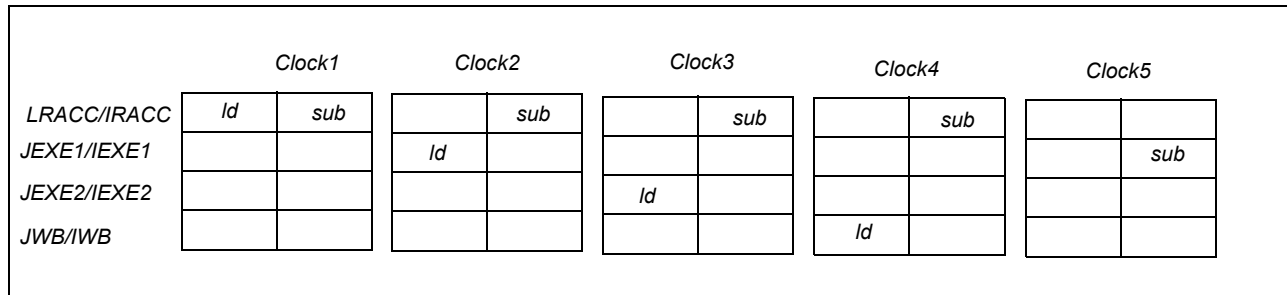 Clock1 Clock2 Clock3 Clock4 Clock5
LRACC/IRACC ld sub sub sub sub
JEXE1/IEXE1 ld sub
JEXE2/IEXE2 ld
JWB/IWB ld